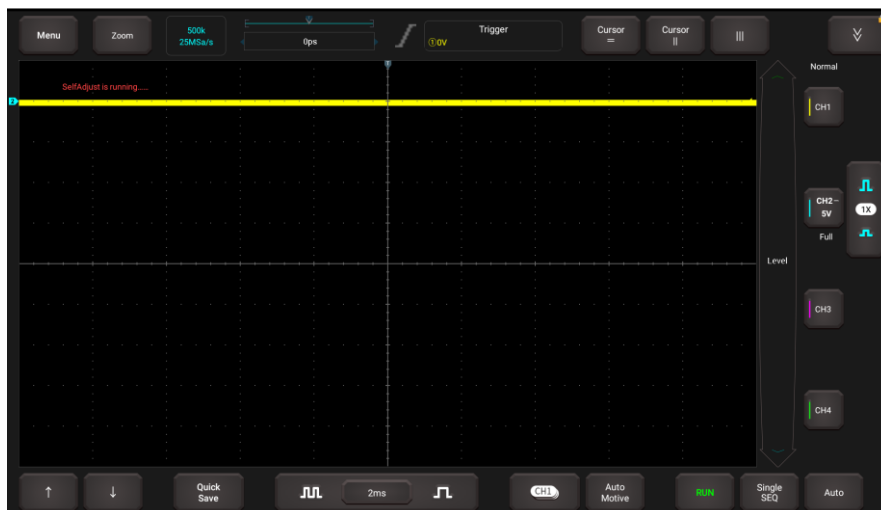 Menu
Zoom
500k
25MSa/s
0ps
Trigger
①0V
Cursor
Cursor
Normal
SelfAdjust is running.....
CH1
2
CH2
5V
1X
Full
Level
CH3
CH4
Quick
Save
2ms
CH1
Auto
Motive
RUN
Single
SEQ
Auto